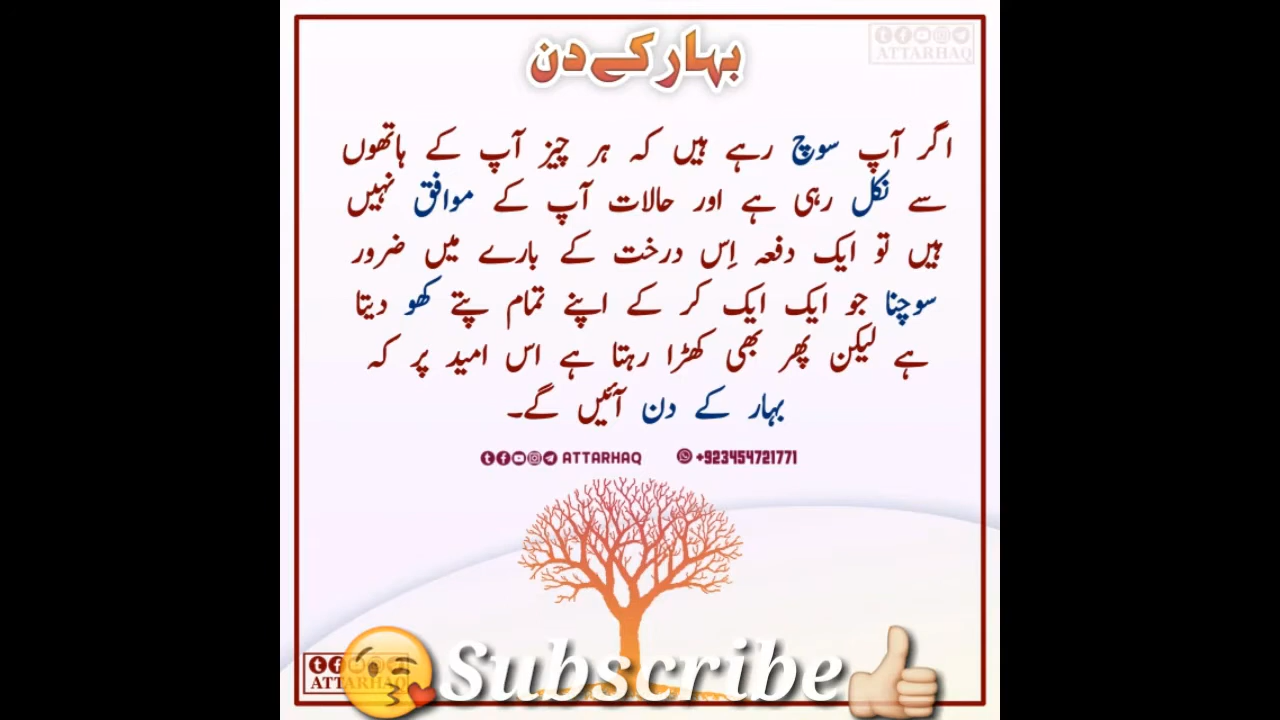 بہار کے دن
ATTARHAQ
اگر آپ سوچ رہے ہیں کہ ہر چیز آپ کے ہاتھوں
سے نکل رہی ہے اور حالات آپ کے موافق نہیں
ہیں تو ایک دفعہ اِس درخت کے بارے میں ضرور
سوچنا جو ایک ایک کر کے اپنے تمام پتے کھو دیتا
ہے لیکن پھر بھی کھڑا رہتا ہے اس امید پر کہ
بہار کے دن آئیں گے۔
ATTARHAQ +923454721771
Subscribe
ATTARHAQ